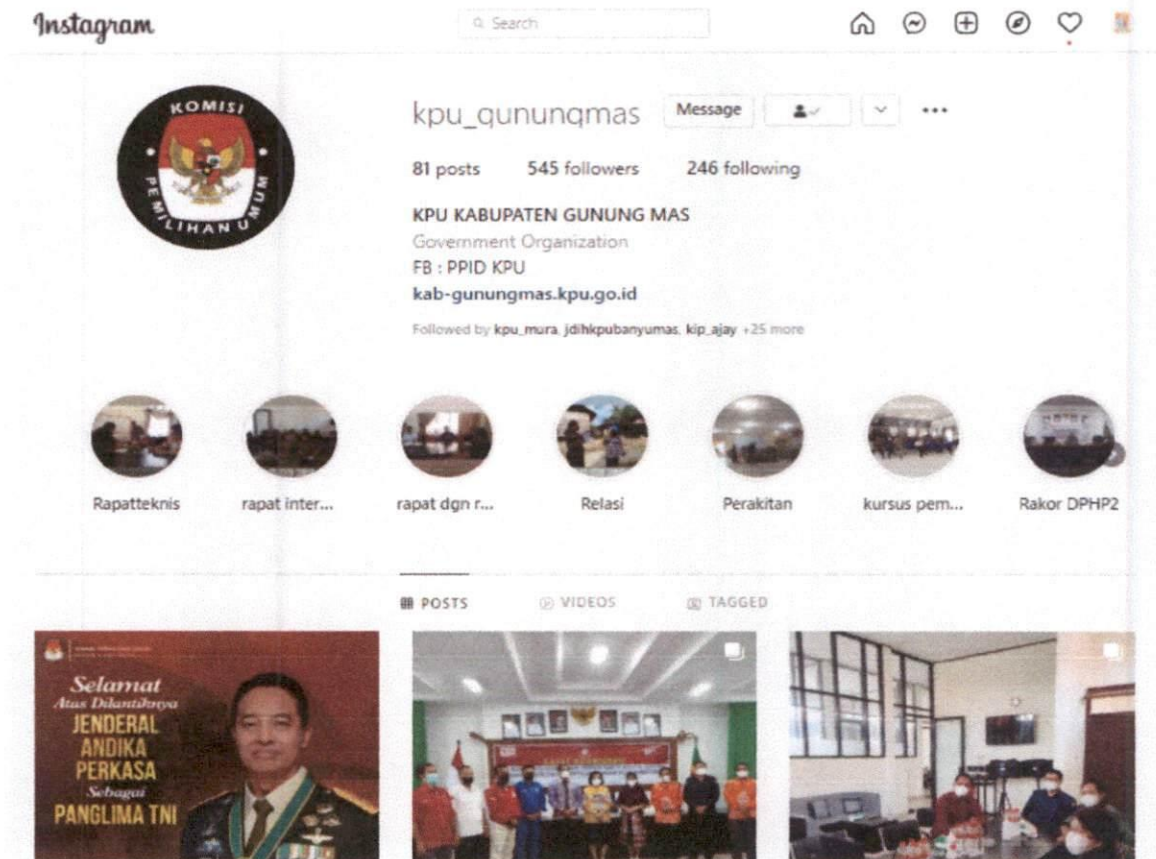 Instagram
Search
kpu_gunungmas Message
81 posts 545 followers 246 following
KPU KABUPATEN GUNUNG MAS
Government Organization
FB : PPID KPU
kab-gunungmas.kpu.go.id
Followed by kpu_mura, jdihkpubanyumas, kip_ajay +25 more
KOMISI
PEMILIHAN UMUM
Rapatteknis rapat inter... rapat dgn r... Relasi Perakitan kursus pem... Rakor DPHP2
POSTS VIDEOS TAGGED
Selamat
Atas Dilantiknya
JENDERAL
ANDIKA
PERKASA
Sebagai
PANGLIMA TNI